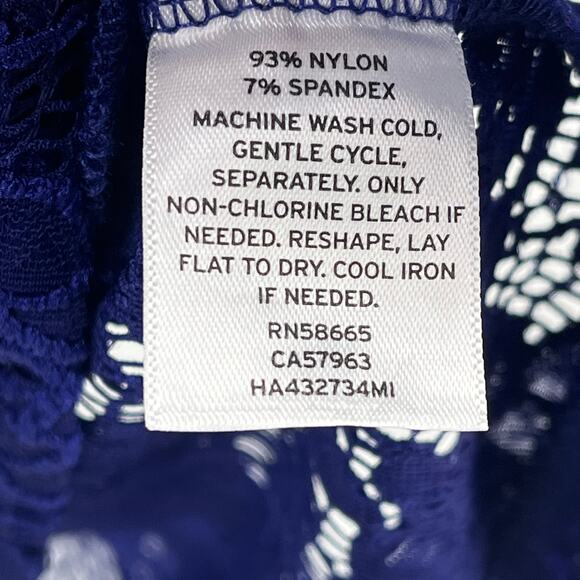 93% NYLON
7% SPANDEX
MACHINE WASH COLD,
GENTLE CYCLE,
SEPARATELY. ONLY
NON-CHLORINE BLEACH IF
NEEDED. RESHAPE, LAY
FLAT TO DRY. COOL IRON
IF NEEDED.
RN58665
CA57963
HA432734MI